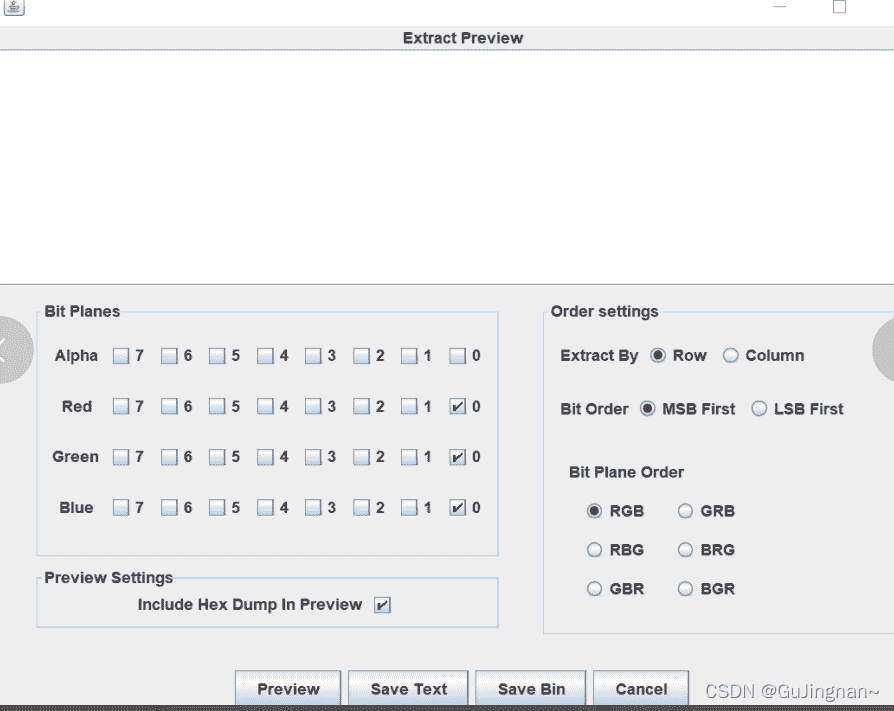 Extract Preview
Bit Planes
Alpha 7 6 5 4 3 2 1 0
Red 7 6 5 4 3 2 1 0
Green 7 6 5 4 3 2 1 0
Blue 7 6 5 4 3 2 1 0
Preview Settings
Include Hex Dump In Preview
Order settings
Extract By Row Column
Bit Order MSB First LSB First
Bit Plane Order
RGB GRB
RBG BRG
GBR BGR
Preview Save Text Save Bin Cancel
CSDN @GuJingnan~